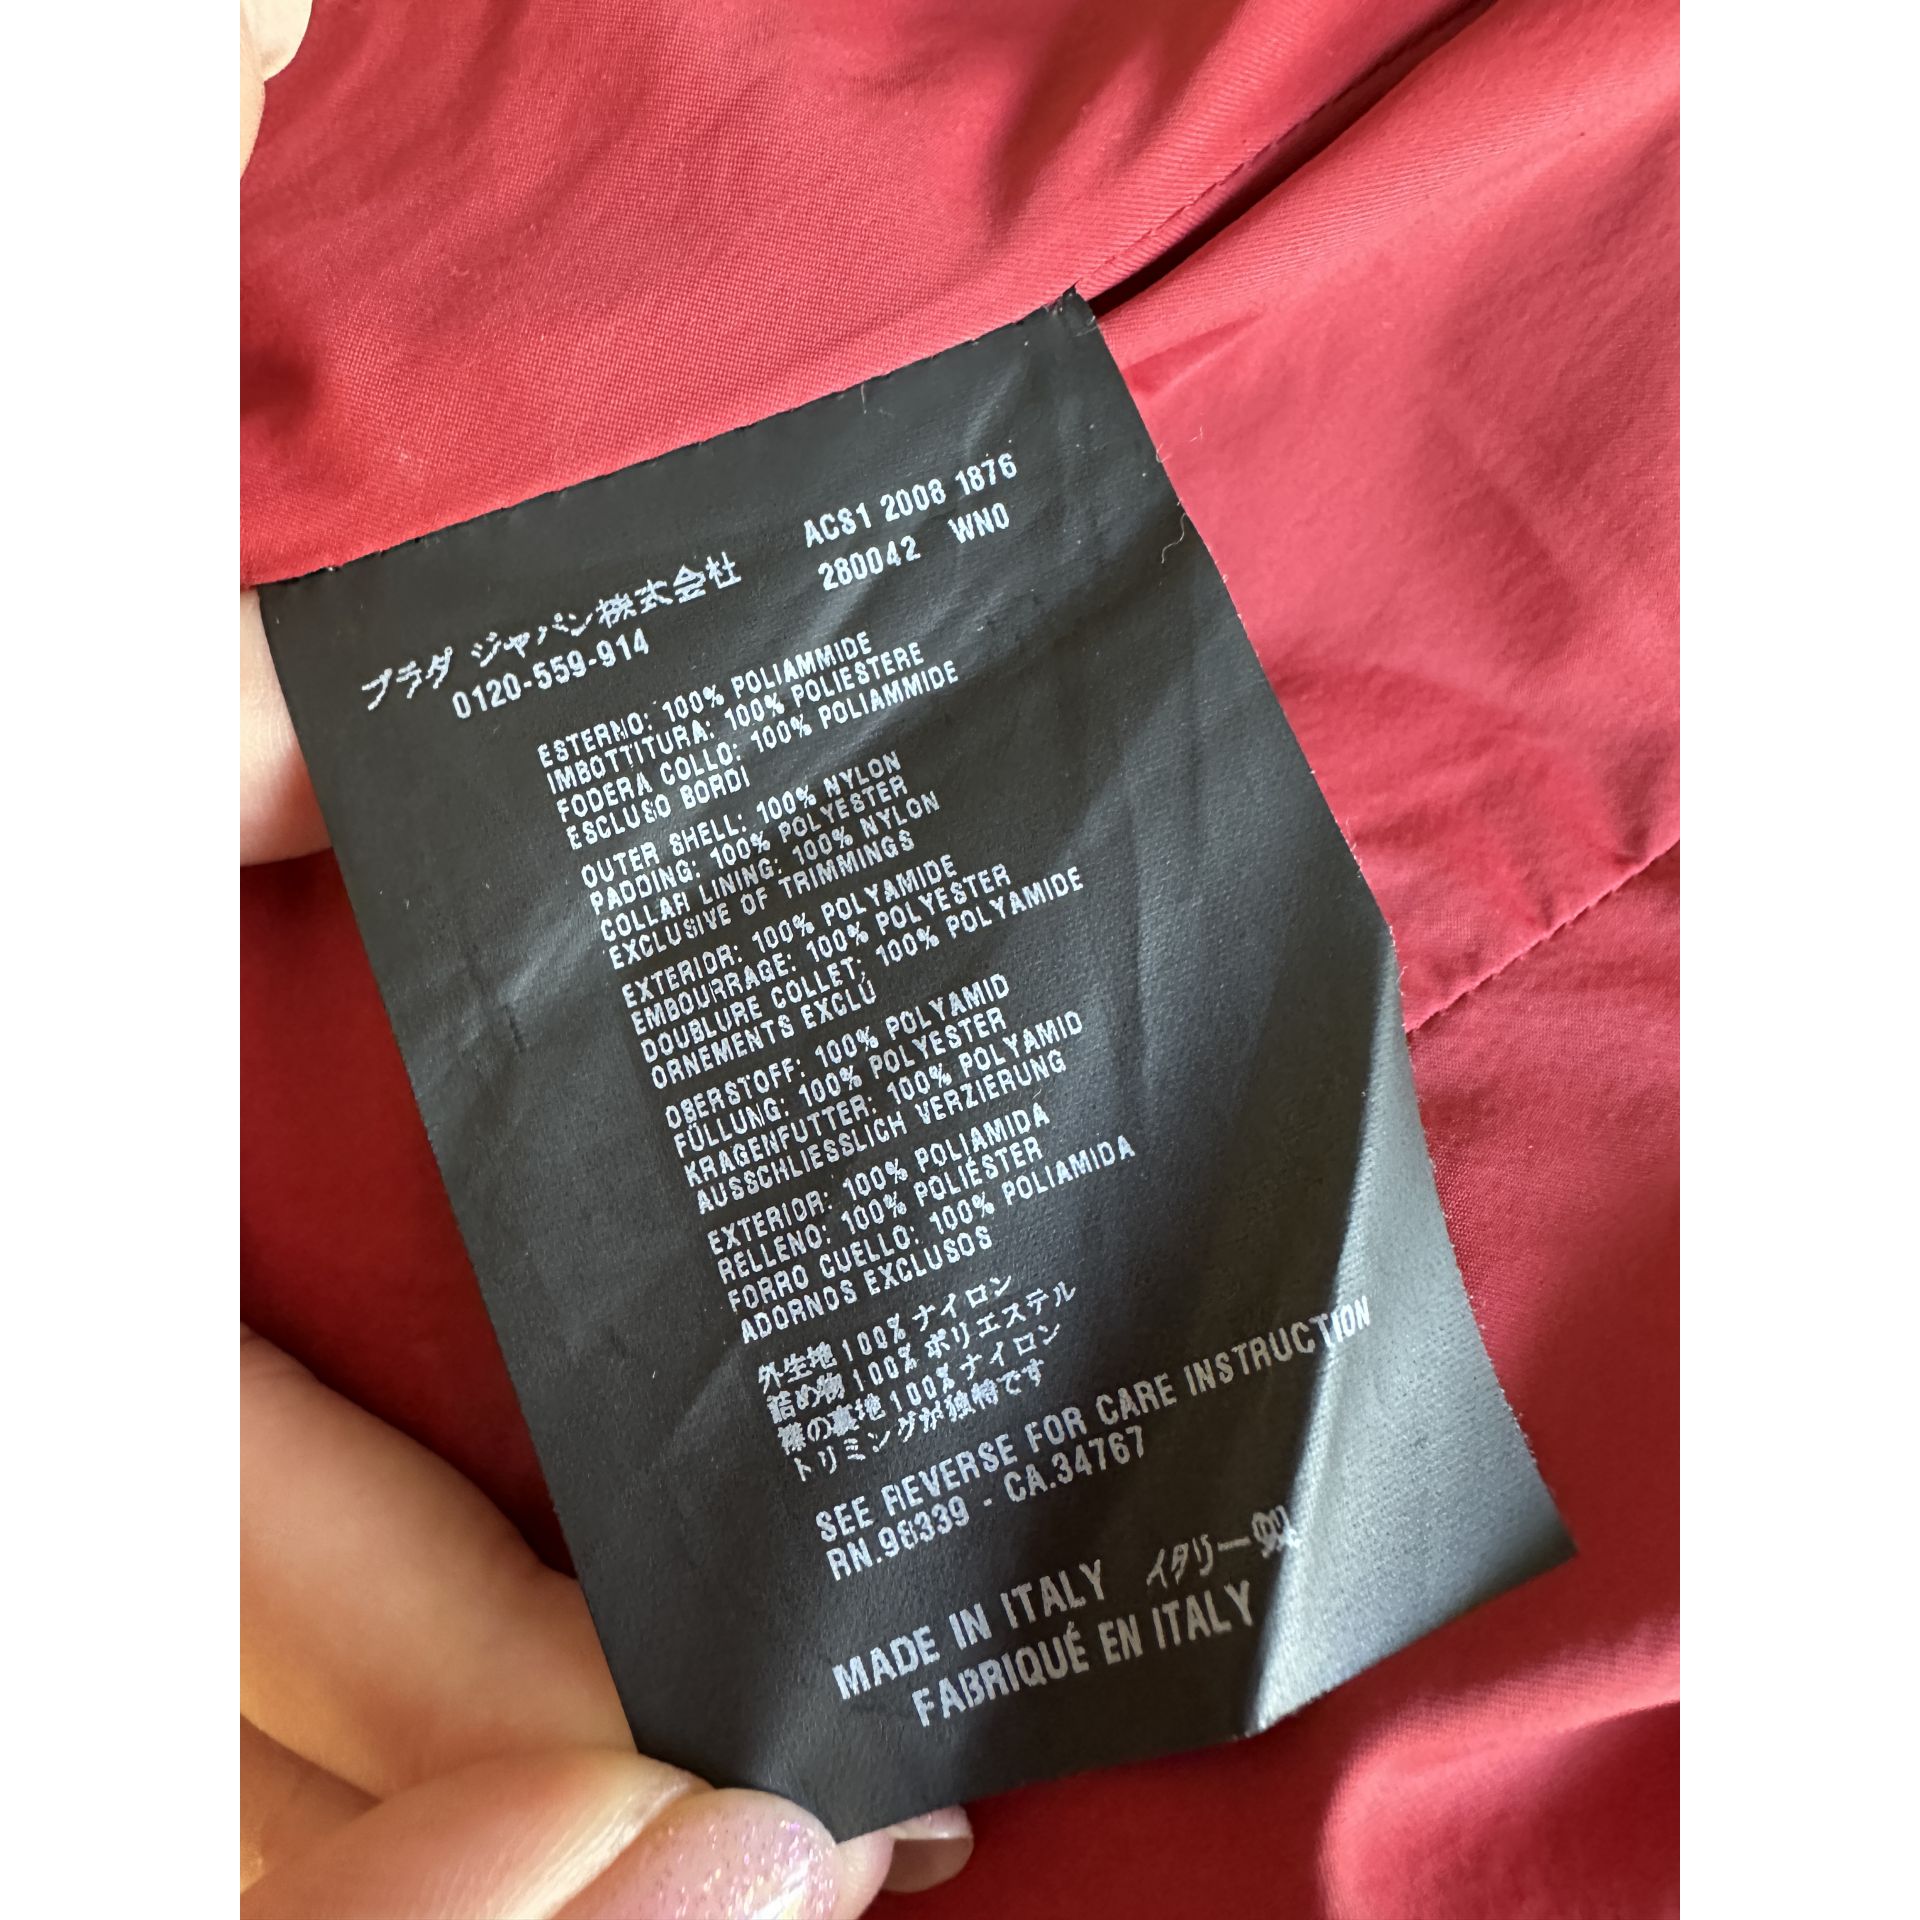 ACS1 2008 1876
280042 WN0
プラダ ジャパン株式会社
0120-559-914
ESTERNO: 100% POLIAMMIDE
IMBOTTITURA: 100% POLIESTERE
FODERA COLLO: 100% POLIAMMIDE
ESCLUSO BORDI
OUTER SHELL: 100% NYLON
PADDING: 100% POLYESTER
COLLAR LINING: 100% NYLON
EXCLUSIVE OF TRIMMINGS
EXTERIOR: 100% POLYAMIDE
EMBOURRAGE: 100% POLYESTER
DOUBLURE COLLET: 100% POLYAMIDE
ORNEMENTS EXCLÚ
OBERSTOFF: 100% POLYAMID
FÜLLUNG: 100% POLYESTER
KRAGENFUTTER: 100% POLYAMID
AUSSCHLIESSLICH VERZIERUNG
EXTERIOR: 100% POLIAMIDA
RELLENO: 100% POLIÉSTER
FORRO CUELLO: 100% POLIAMIDA
ADORNOS EXCLUSOS
外生地 100% ナイロン
詰め物 100% ポリエステル
襟の裏地 100% ナイロン
トリミングが独特です
SEE REVERSE FOR CARE INSTRUCTION
RN.98339 - CA.34767
MADE IN ITALY イタリー製
FABRIQUÉ EN ITALY